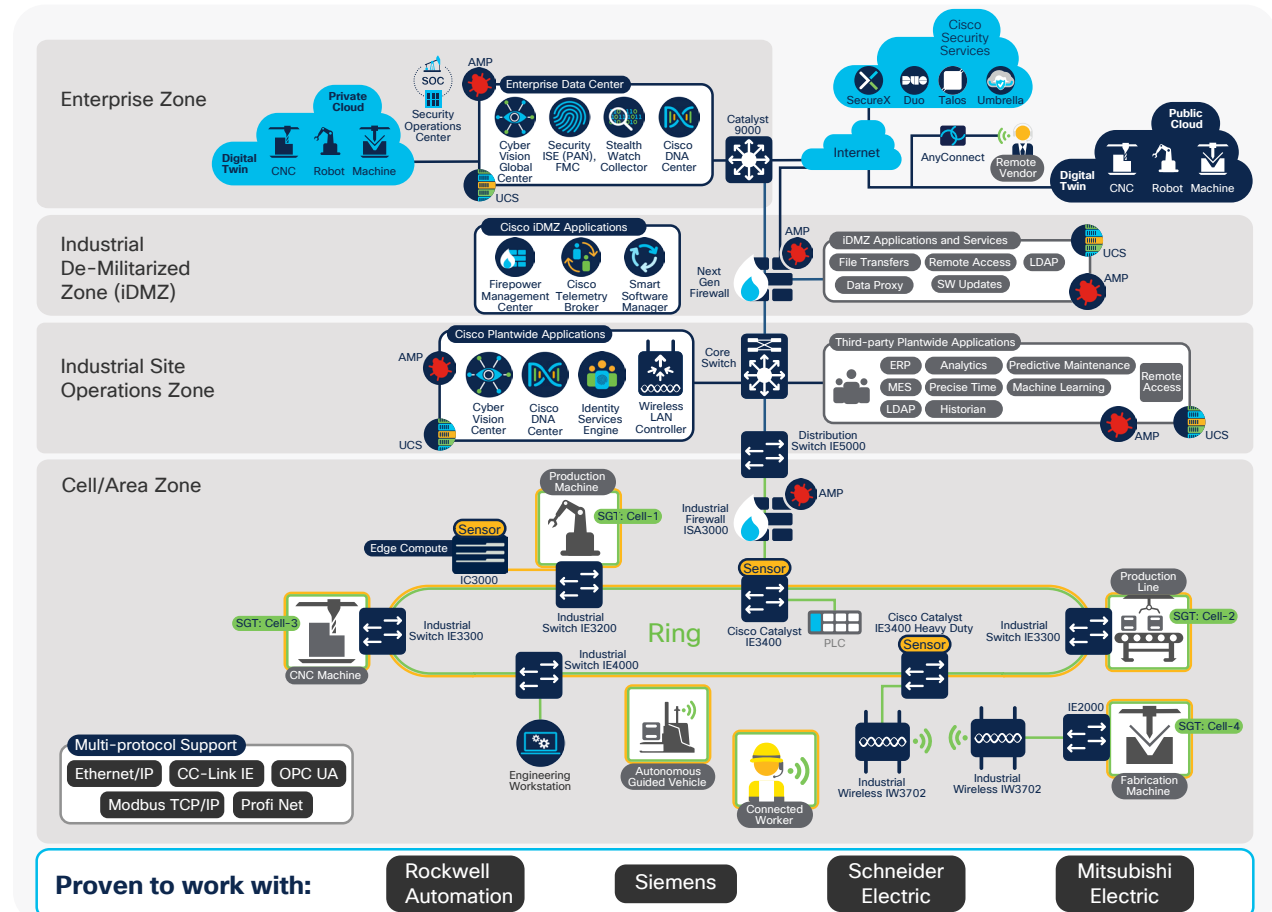 Enterprise Zone
Private
Cloud
Digital
Twin
CNC
Robot
Machine
SOC
Security
Operations
Center
AMP
Enterprise Data Center
Cyber
Vision
Global
Center
Security
ISE (PAN),
FMC
Stealth
Watch
Collector
Cisco
DNA
Center
UCS
Catalyst
9000
Cisco
Security
Services
SecureX
Duo
Talos
Umbrella
Internet
AnyConnect
Remote
Vendor
Public
Cloud
Digital
Twin
CNC
Robot
Machine
Industrial
De-Militarized
Zone (iDMZ)
Cisco iDMZ Applications
Firepower
Management
Center
Cisco
Telemetry
Broker
Smart
Software
Manager
Next
Gen
Firewall
AMP
iDMZ Applications and Services
File Transfers
Remote Access
LDAP
Data Proxy
SW Updates
UCS
AMP
Industrial Site
Operations Zone
AMP
UCS
Cisco Plantwide Applications
Cyber
Vision
Center
Cisco
DNA
Center
Identity
Services
Engine
Wireless
LAN
Controller
Core
Switch
Third-party Plantwide Applications
ERP
Analytics
Predictive Maintenance
MES
Precise Time
Machine Learning
LDAP
Historian
Remote
Access
AMP
UCS
Distribution
Switch IE5000
Cell/Area Zone
Production
Machine
SGT: Cell-1
Sensor
Edge Compute
IC3000
Industrial
Firewall
ISA3000
AMP
Sensor
SGT: Cell-3
CNC Machine
Industrial
Switch IE3300
Industrial
Switch IE3200
Ring
Cisco Catalyst
IE3400
PLC
Cisco Catalyst
IE3400 Heavy Duty
Sensor
Industrial
Switch IE3300
Production
Line
SGT: Cell-2
Industrial
Switch IE4000
Engineering
Workstation
Autonomous
Guided Vehicle
Connected
Worker
Industrial
Wireless IW3702
Industrial
Wireless IW3702
IE2000
SGT: Cell-4
Fabrication
Machine
Multi-protocol Support
Ethernet/IP
CC-Link IE
OPC UA
Modbus TCP/IP
Profi Net
Proven to work with:
Rockwell
Automation
Siemens
Schneider
Electric
Mitsubishi
Electric